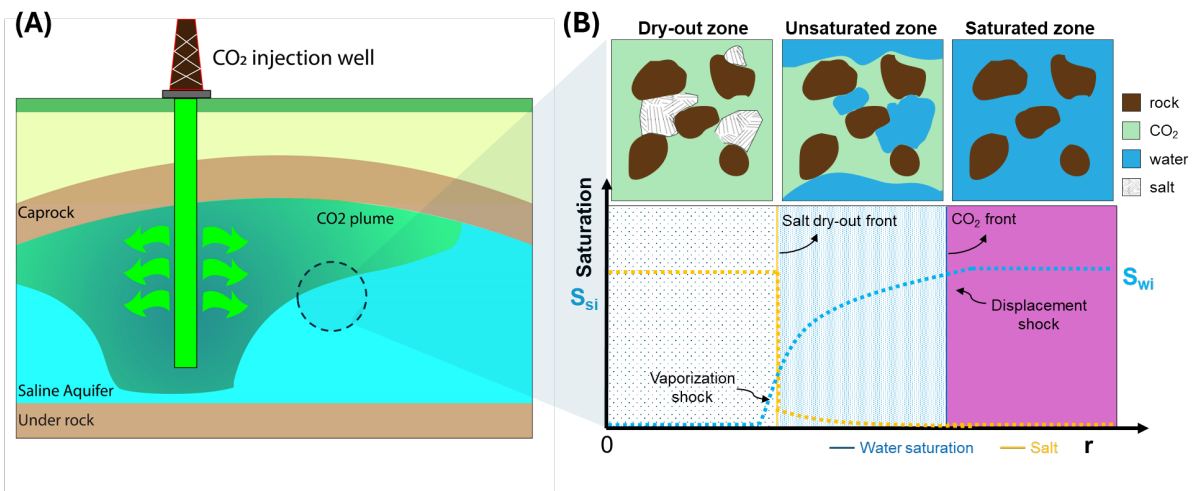 (A)
CO₂ injection well
Caprock
CO2 plume
Saline Aquifer
Under rock
(B)
Dry-out zone
Unsaturated zone
Saturated zone
rock
CO₂
water
salt
Saturation
Salt dry-out front
CO₂ front
Sₛᵢ
S_wi
Displacement
shock
Vaporization
shock
0
Water saturation
Salt
r